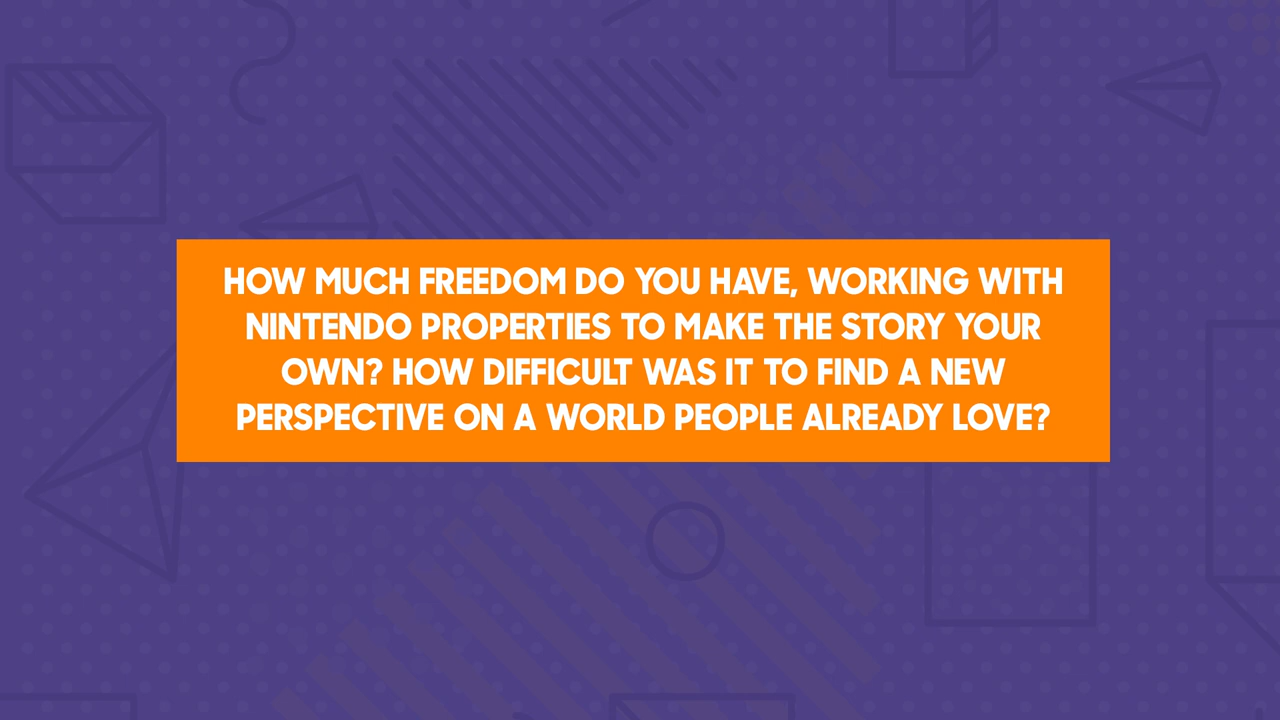 HOW MUCH FREEDOM DO YOU HAVE, WORKING WITH
NINTENDO PROPERTIES TO MAKE THE STORY YOUR
OWN? HOW DIFFICULT WAS IT TO FIND A NEW
PERSPECTIVE ON A WORLD PEOPLE ALREADY LOVE?